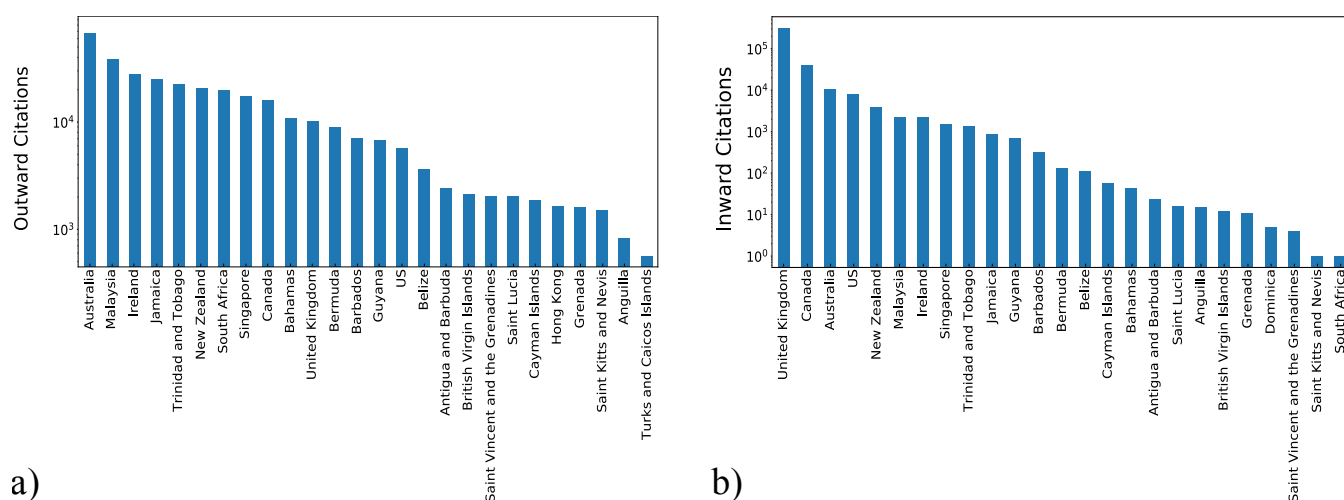 Outward Citations
10^4
10^3
Australia
Malaysia
Ireland
Jamaica
Trinidad and Tobago
New Zealand
South Africa
Singapore
Canada
Bahamas
United Kingdom
Bermuda
Barbados
Guyana
US
Belize
Antigua and Barbuda
British Virgin Islands
Saint Vincent and the Grenadines
Saint Lucia
Cayman Islands
Hong Kong
Grenada
Saint Kitts and Nevis
Anguilla
Turks and Caicos Islands
a)
Inward Citations
10^5
10^4
10^3
10^2
10^1
10^0
United Kingdom
Canada
Australia
US
New Zealand
Malaysia
Ireland
Singapore
Trinidad and Tobago
Jamaica
Guyana
Barbados
Bermuda
Belize
Cayman Islands
Bahamas
Antigua and Barbuda
Saint Lucia
Anguilla
British Virgin Islands
Grenada
Dominica
Saint Vincent and the Grenadines
Saint Kitts and Nevis
South Africa
b)